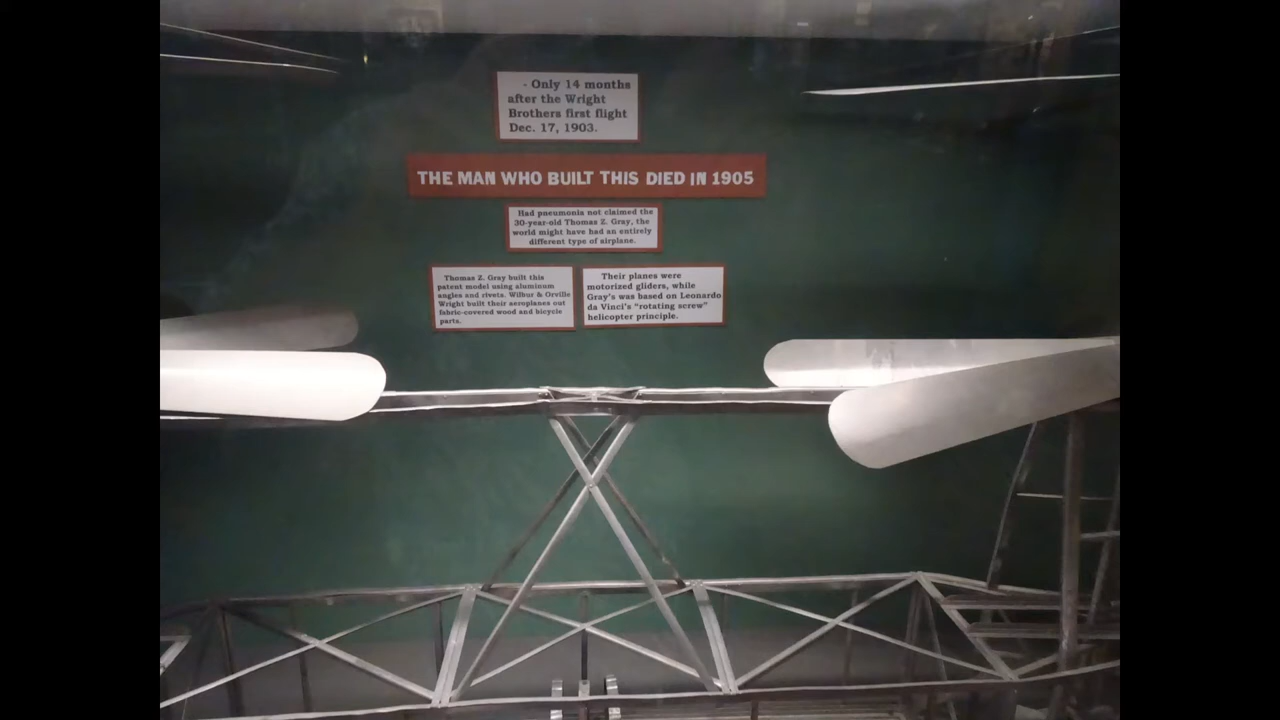 - Only 14 months
after the Wright
Brothers first flight
Dec. 17, 1903.
THE MAN WHO BUILT THIS DIED IN 1905
Had pneumonia not claimed the
30-year-old Thomas Z. Gray, the
world might have had an entirely
different type of airplane.
Thomas Z. Gray built this
patent model using aluminum
angles and rivets. Wilbur & Orville
Wright built their aeroplanes out
fabric-covered wood and bicycle
parts.
Their planes were
motorized gliders, while
Gray's was based on Leonardo
da Vinci's "rotating screw"
helicopter principle.